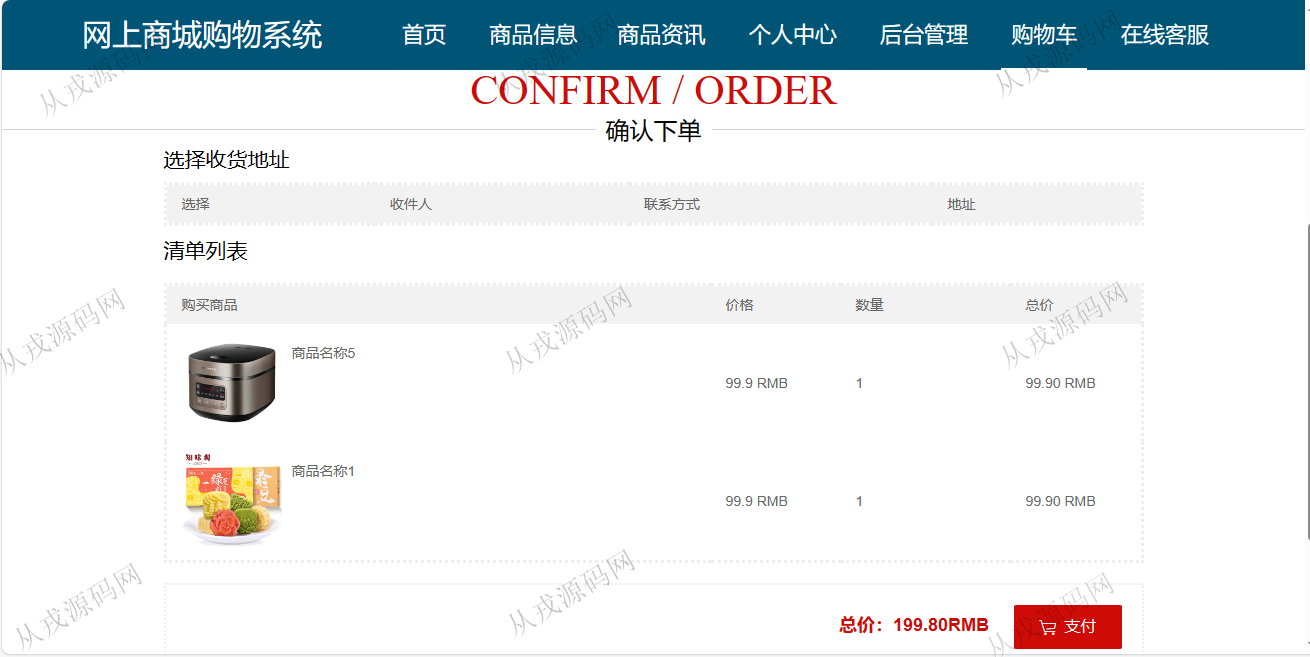 网上商城购物系统 首页 商品信息 商品资讯 个人中心 后台管理 购物车 在线客服
CONFIRM / ORDER
确认下单
选择收货地址
选择 收件人 联系方式 地址
清单列表
购买商品 价格 数量 总价
商品名称5
99.9 RMB 1 99.90 RMB
知味观
绿豆
商品名称1
99.9 RMB 1 99.90 RMB
总价：199.80RMB 支付
从戎源码网
从戎源码网
从戎源码网
从戎源码网
从戎源码网
从戎源码网
从戎源码网
从戎源码网
从戎源码网